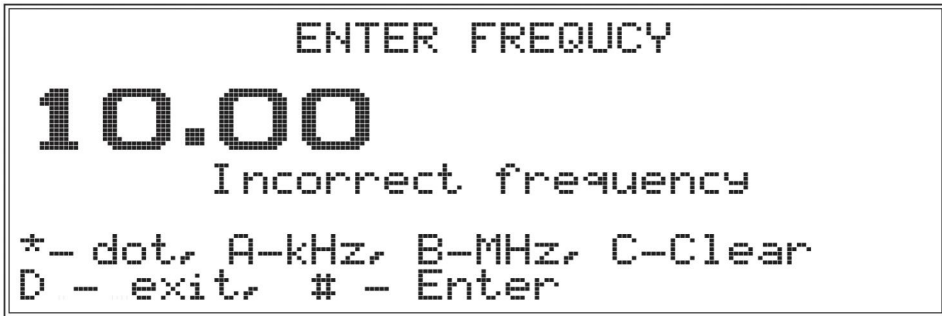 ENTER FREQUCY
10.00
Incorrect frequency
*- dot, A-kHz, B-MHz, C-Clear
D - exit, # - Enter